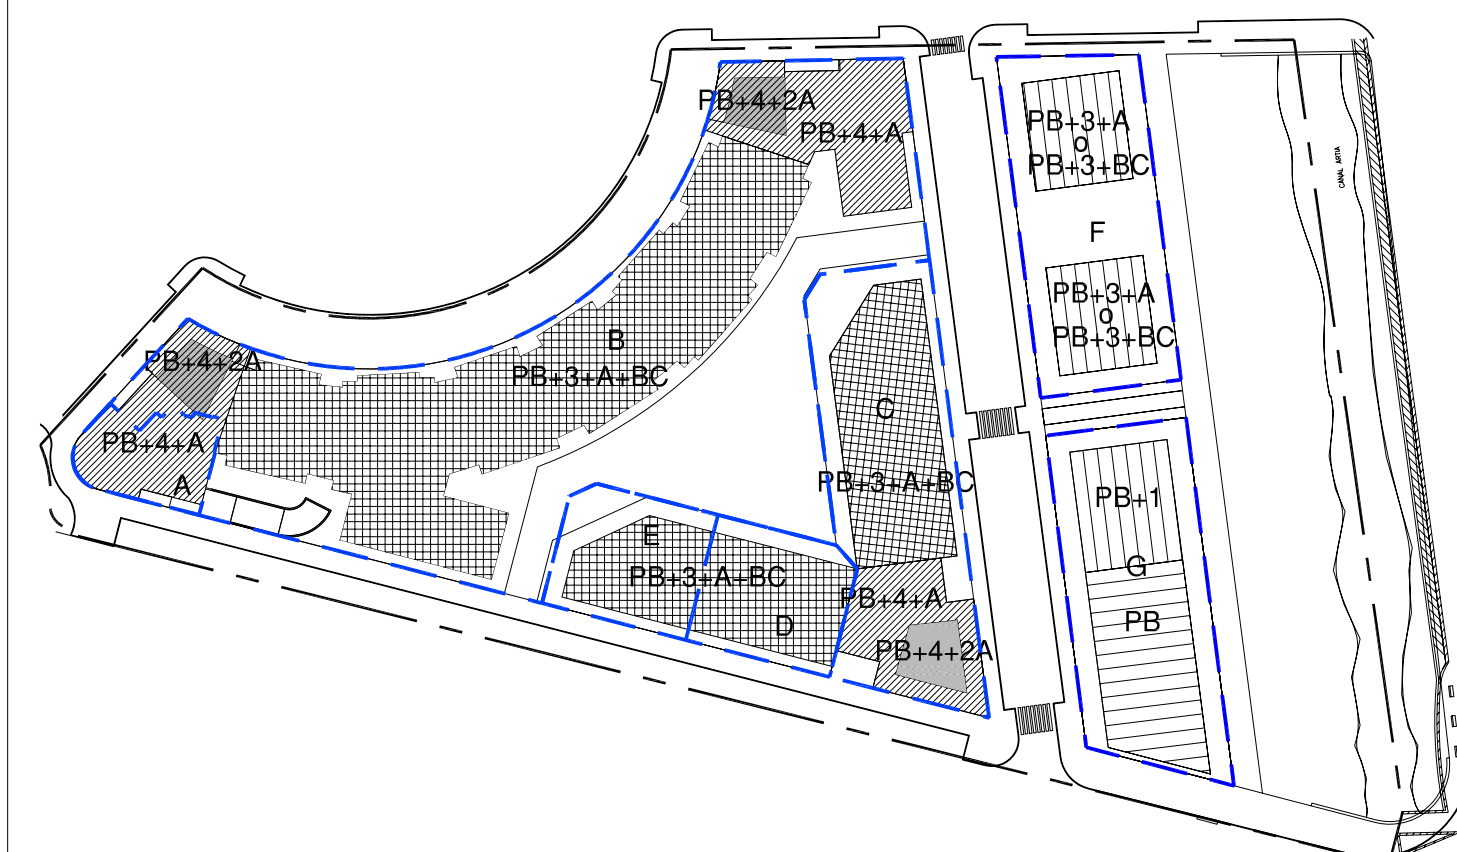 PB+4+2A
PB+4+A
PB+3+A
o
PB+3+BC
CANAL ARTIA
F
PB+3+A
o
PB+3+BC
B
PB+3+A+BC
PB+4+2A
PB+4+A
A
C
PB+3+A+BC
E
PB+3+A+BC
D
PB+4+A
PB+4+2A
PB+1
G
PB